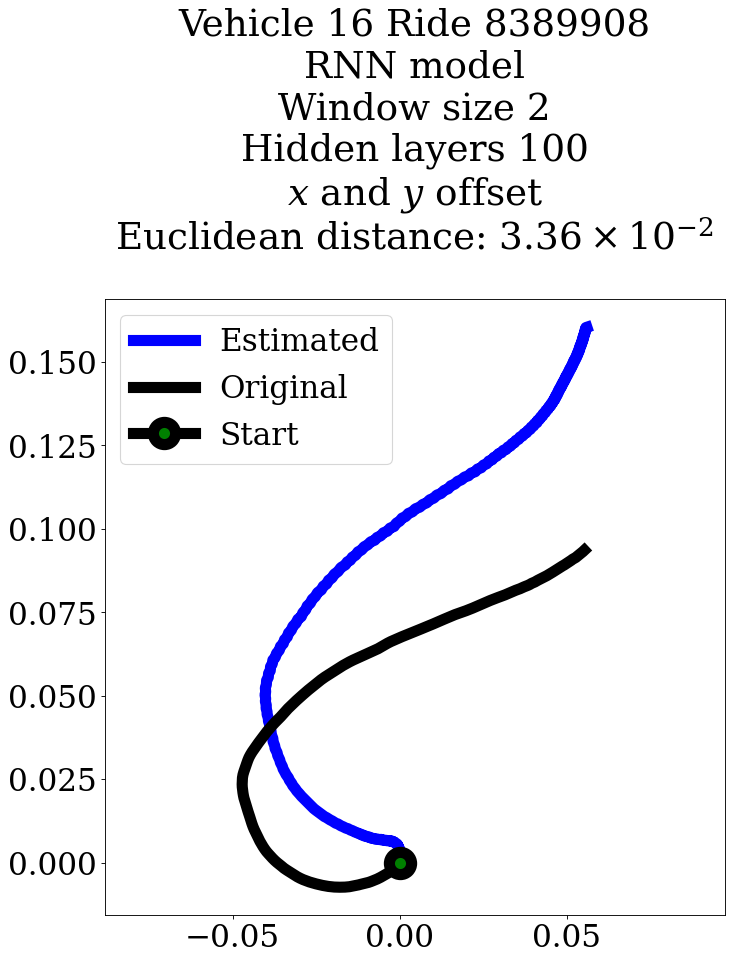 Vehicle 16 Ride 8389908
RNN model
Window size 2
Hidden layers 100
x and y offset
Euclidean distance: 3.36 × 10⁻²
Estimated
Original
Start
0.150
0.125
0.100
0.075
0.050
0.025
0.000
−0.05 0.00 0.05